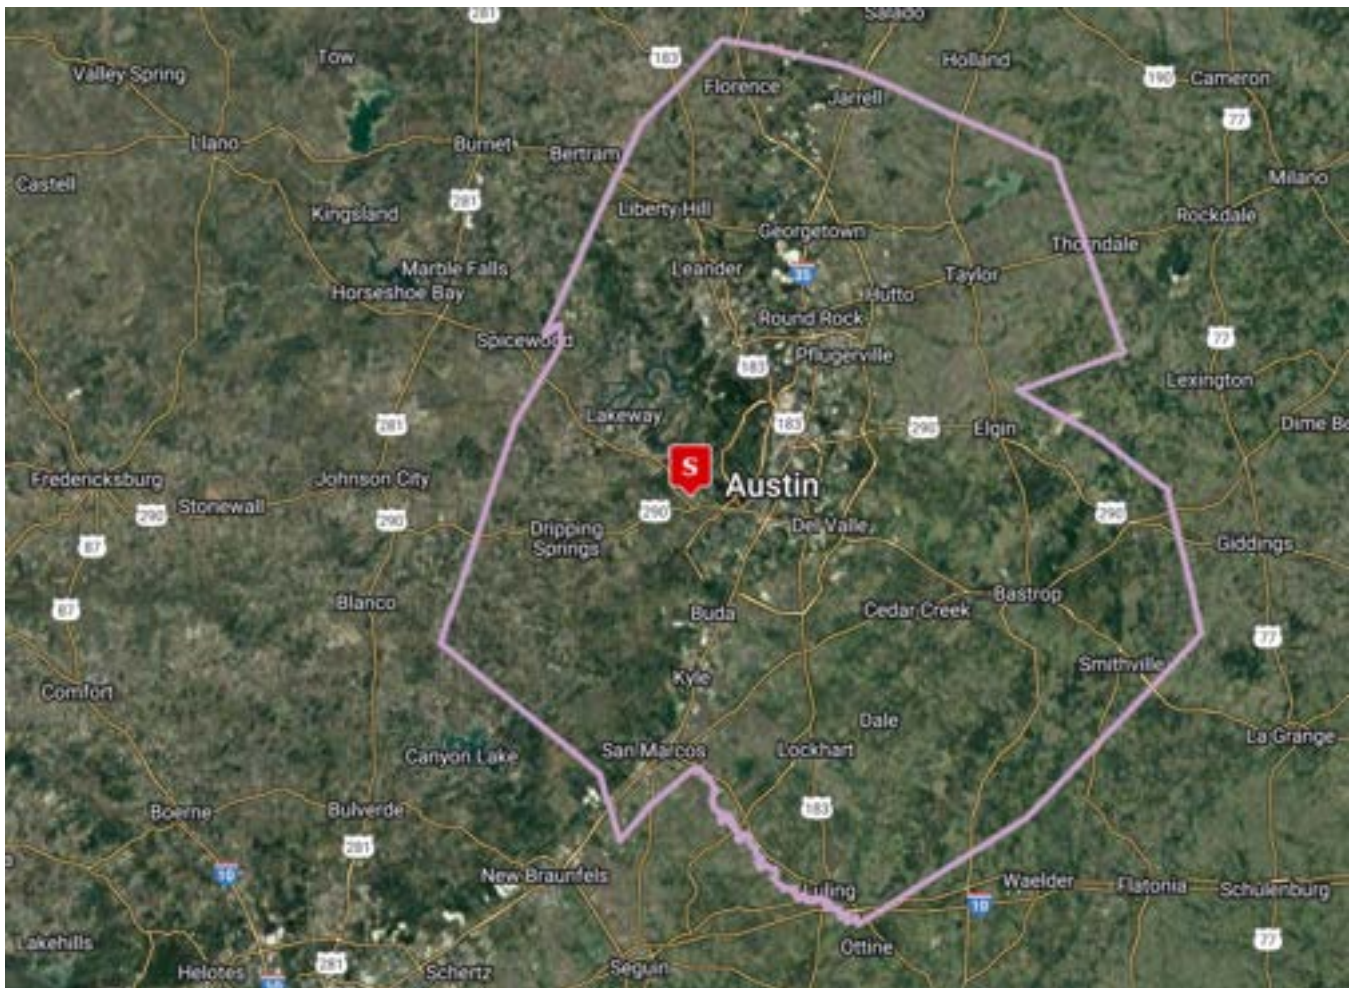 281
Salado
183
Holland
Tow
Valley Spring
190
Cameron
Florence
Jarrell
77
Llano
Burnet
Bertram
Castell
Milano
281
Kingsland
Liberty Hill
Rockdale
Georgetown
Thorndale
Marble Falls
Leander
35
Taylor
Horseshoe Bay
Hutto
Round Rock
Spicewood
77
Pflugerville
183
Lexington
Lakeway
281
183
290
Elgin
Dime Bo
S
Fredericksburg
Johnson City
Austin
Stonewall
290
290
290
290
Dripping
Springs
Del Valle
87
Giddings
Blanco
87
Buda
Cedar Creek
Bastrop
77
Smithville
Kyle
Comfort
Dale
San Marcos
Lockhart
La Grange
Canyon Lake
Boerne
Bulverde
183
281
10
New Braunfels
Luling
Waelder
Flatonia
Schulenburg
10
Lakehills
Ottine
77
Helotes
281
Schertz
Seguin